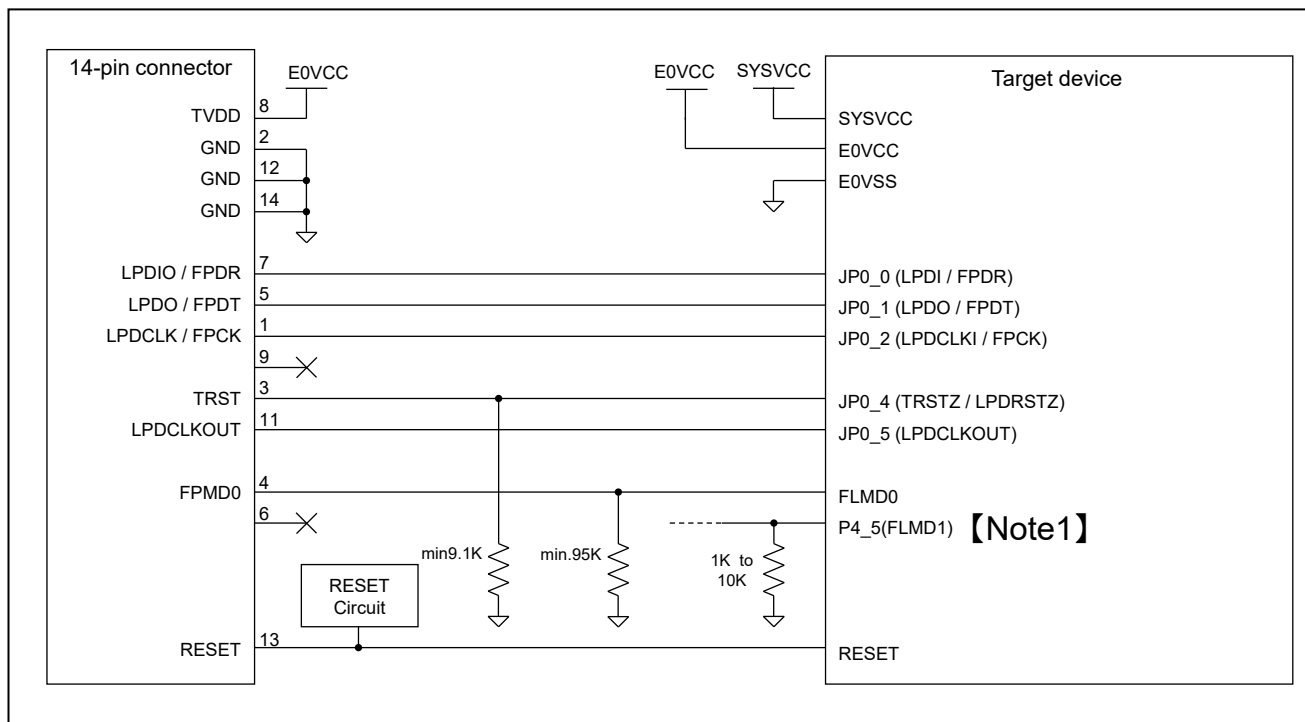 14-pin connector
E0VCC
E0VCC
SYSVCC
Target device
TVDD
8
GND
2
GND
12
GND
14
SYSVCC
E0VCC
E0VSS
LPDIO / FPDR
7
JP0_0 (LPDI / FPDR)
LPDO / FPDT
5
JP0_1 (LPDO / FPDT)
LPDCLK / FPCK
1
JP0_2 (LPDCLKI / FPCK)
9
TRST
3
JP0_4 (TRSTZ / LPDRSTZ)
LPDCLKOUT
11
JP0_5 (LPDCLKOUT)
FPMD0
4
FLMD0
6
P4_5(FLMD1) 【Note1】
min9.1K
min.95K
1K to
10K
RESET
Circuit
RESET
13
RESET